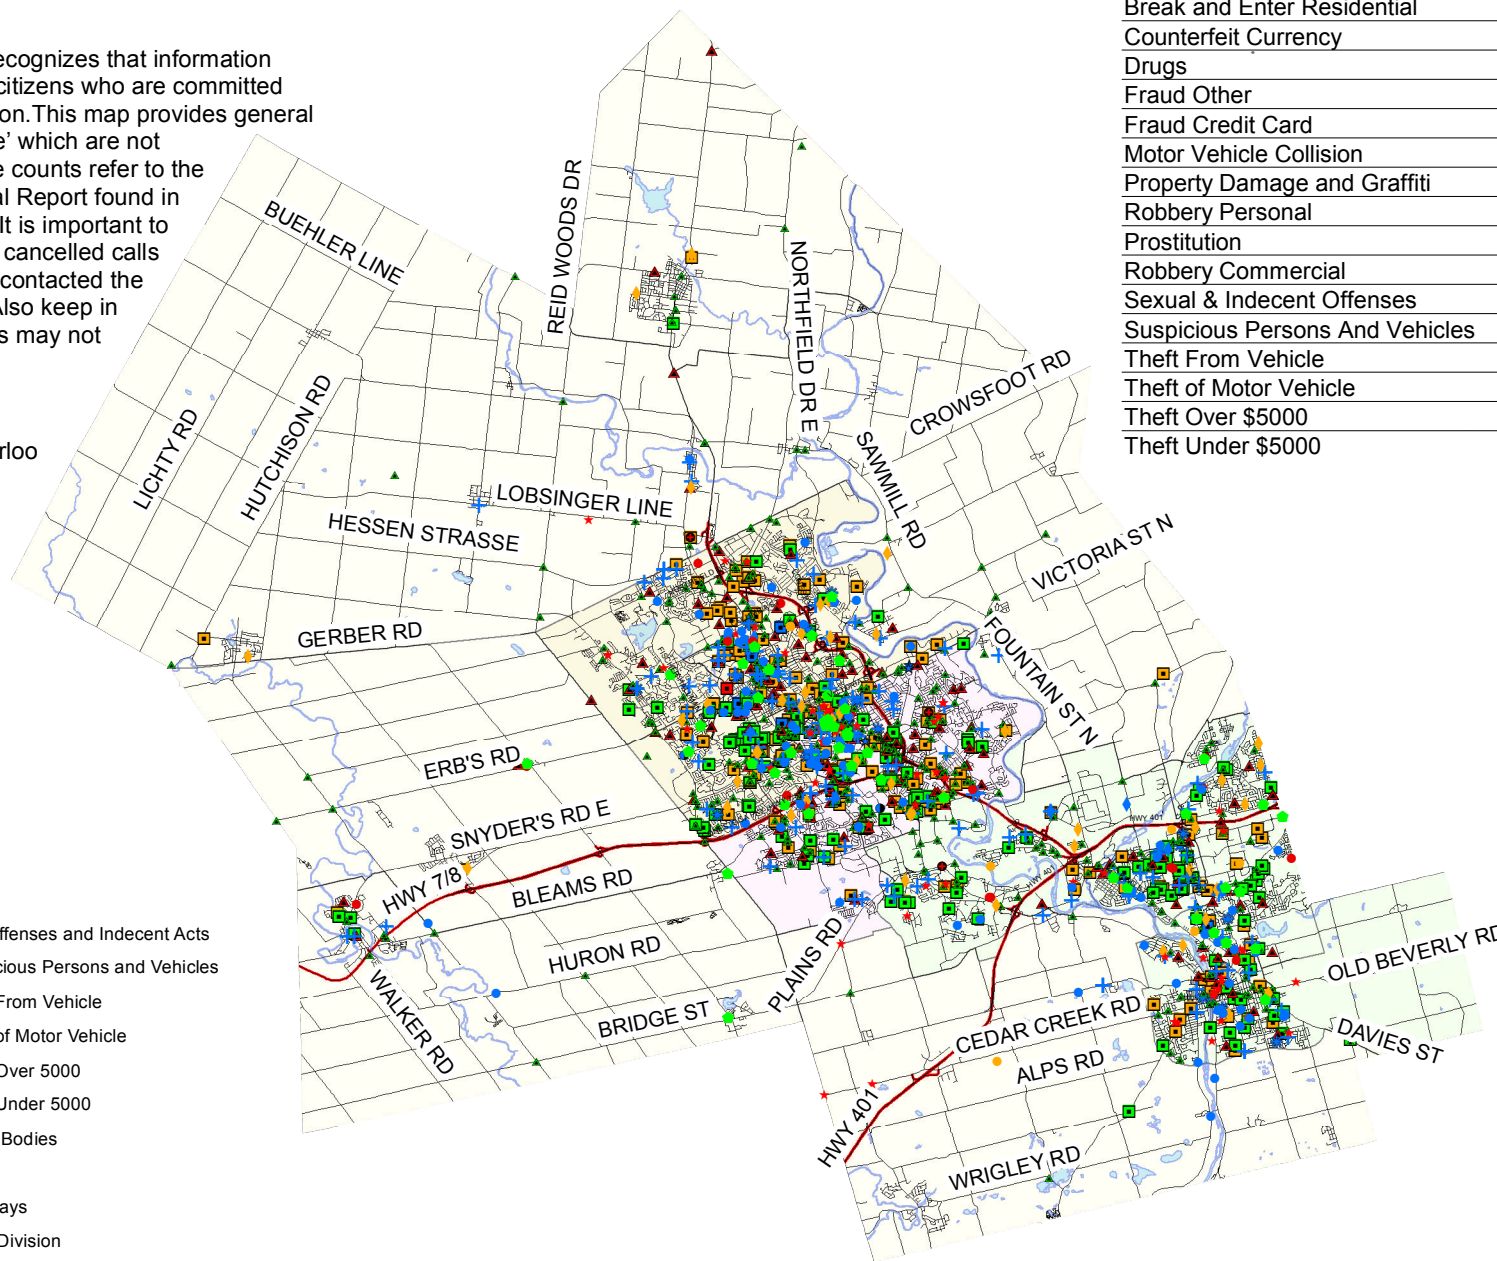 ecognizes that information
citizens who are committed
on.This map provides general
e’ which are not
e counts refer to the
al Report found in
It is important to
cancelled calls
contacted the
Also keep in
s may not
rloo
Break and Enter Residential
Counterfeit Currency
Drugs
Fraud Other
Fraud Credit Card
Motor Vehicle Collision
Property Damage and Graffiti
Robbery Personal
Prostitution
Robbery Commercial
Sexual & Indecent Offenses
Suspicious Persons And Vehicles
Theft From Vehicle
Theft of Motor Vehicle
Theft Over $5000
Theft Under $5000
BUEHLER LINE
REID WOODS DR
NORTHFIELD DR E
CROWSFOOT RD
LICHTY RD
HUTCHISON RD
SAWMILL RD
LOBSINGER LINE
HESSEN STRASSE
VICTORIA ST N
GERBER RD
FOUNTAIN ST N
ERB'S RD
SNYDER'S RD E
HWY 401
HWY 7/8
BLEAMS RD
HWY 40
HURON RD
PLAINS RD
OLD BEVERLY RD
WALKER RD
BRIDGE ST
CEDAR CREEK RD
DAVIES ST
ALPS RD
HWY 401
WRIGLEY RD
ffenses and Indecent Acts
cious Persons and Vehicles
From Vehicle
of Motor Vehicle
Over 5000
Under 5000
Bodies
ays
Division